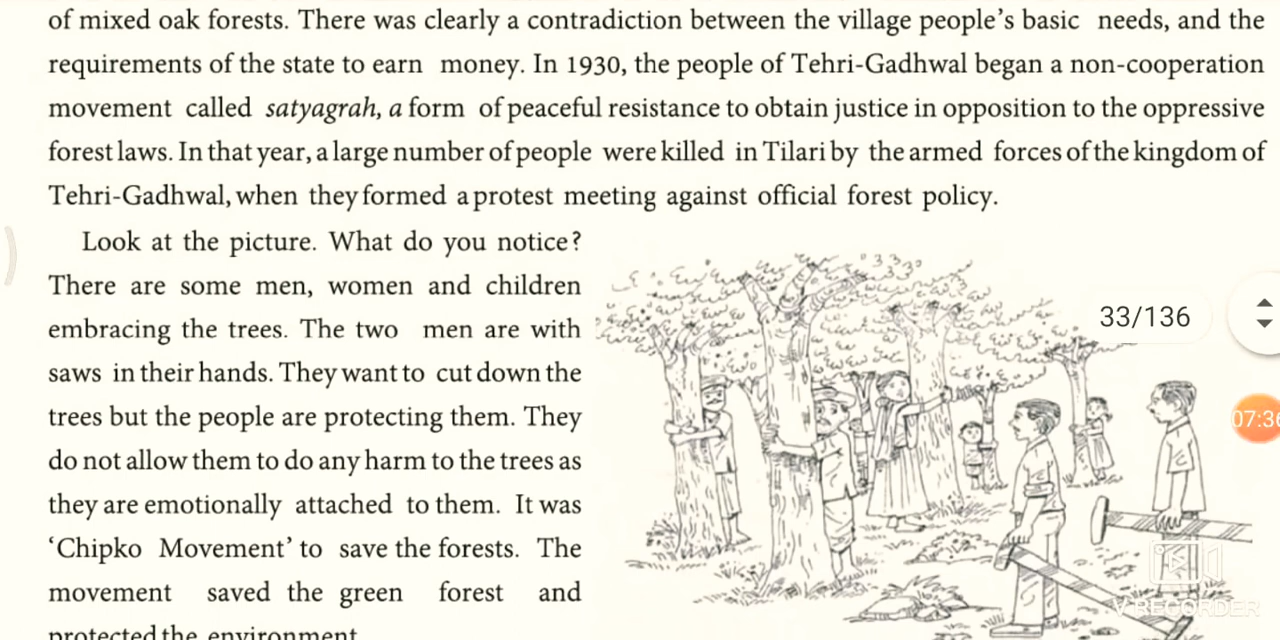 of mixed oak forests. There was clearly a contradiction between the village people's basic needs, and the
requirements of the state to earn money. In 1930, the people of Tehri-Gadhwal began a non-cooperation
movement called satyagrah, a form of peaceful resistance to obtain justice in opposition to the oppressive
forest laws. In that year, a large number of people were killed in Tilari by the armed forces of the kingdom of
Tehri-Gadhwal, when they formed a protest meeting against official forest policy.
Look at the picture. What do you notice?
There are some men, women and children
embracing the trees. The two men are with
saws in their hands. They want to cut down the
trees but the people are protecting them. They
do not allow them to do any harm to the trees as
they are emotionally attached to them. It was
‘Chipko Movement’ to save the forests. The
movement saved the green forest and
protected the environment
33/136
07:36
V RECORDER